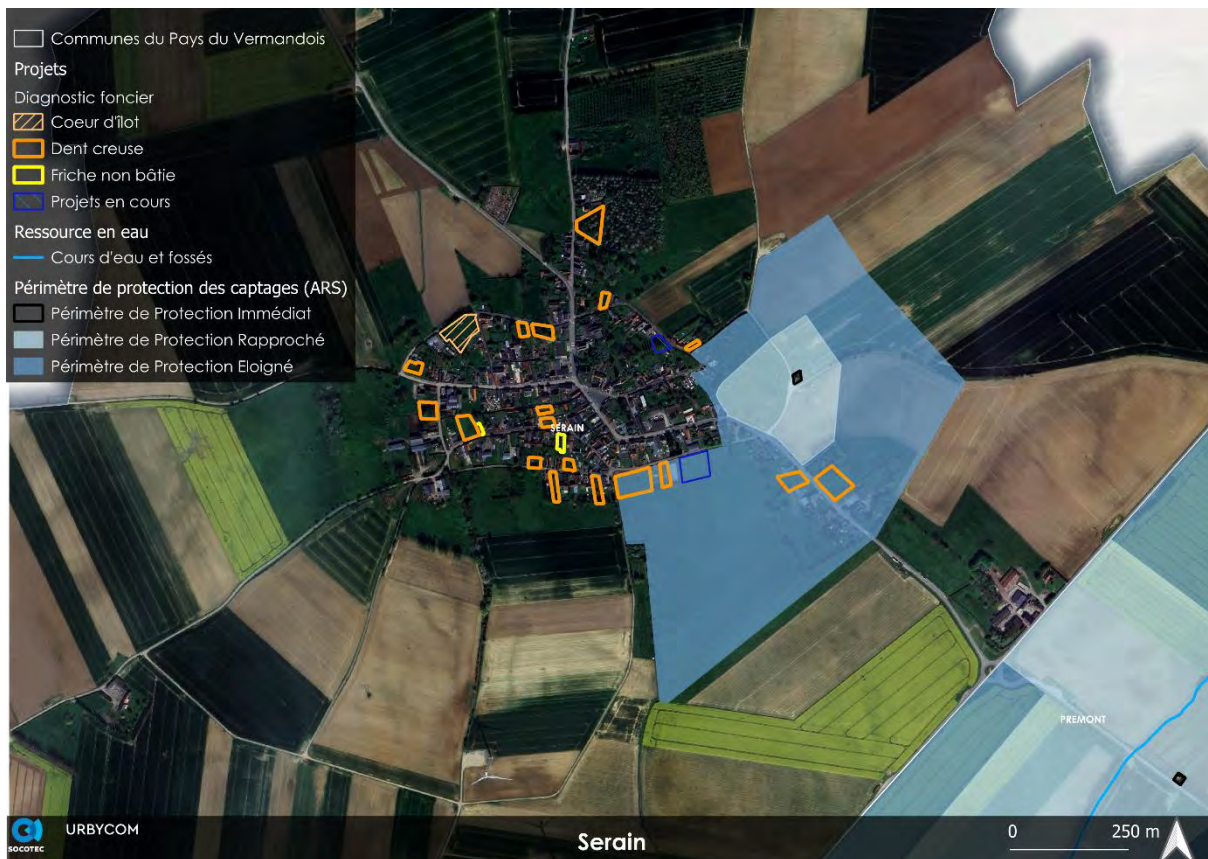 Communes du Pays du Vermandois
Projets
Diagnostic foncier
Coeur d'îlot
Dent creuse
Friche non bâtie
Projets en cours
Ressource en eau
Cours d'eau et fossés
Périmètre de protection des captages (ARS)
Périmètre de Protection Immédiat
Périmètre de Protection Rapproché
Périmètre de Protection Eloigné
SERAIN
PREMONT
SOCOTEC
URBYCOM
Serain
0 250 m